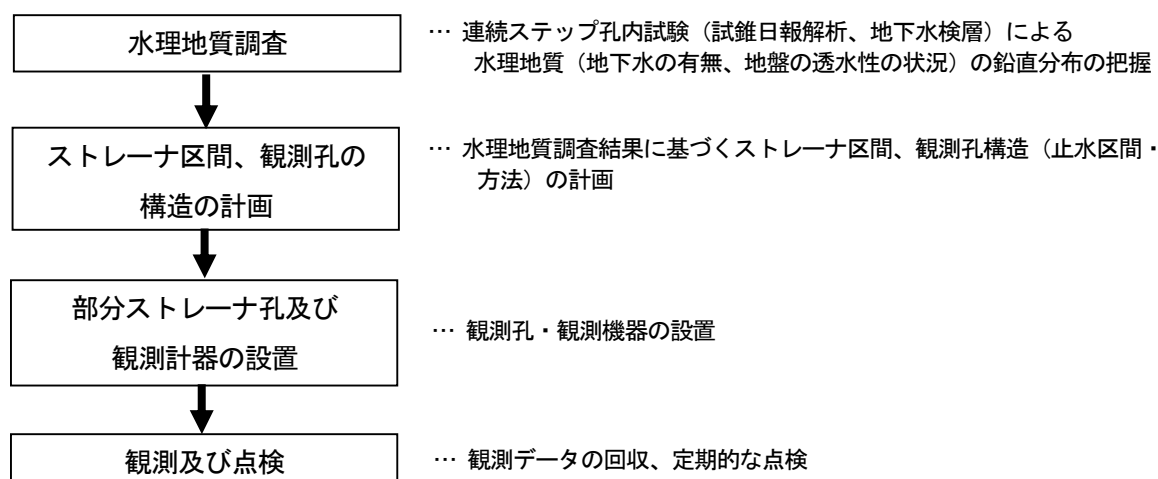 水理地質調査
… 連続ステップ孔内試験（試錐日報解析、地下水検層）による
水理地質（地下水の有無、地盤の透水性の状況）の鉛直分布の把握
ストレーナ区間、観測孔の
構造の計画
… 水理地質調査結果に基づくストレーナ区間、観測孔構造（止水区間・
方法）の計画
部分ストレーナ孔及び
観測計器の設置
… 観測孔・観測機器の設置
観測及び点検
… 観測データの回収、定期的な点検